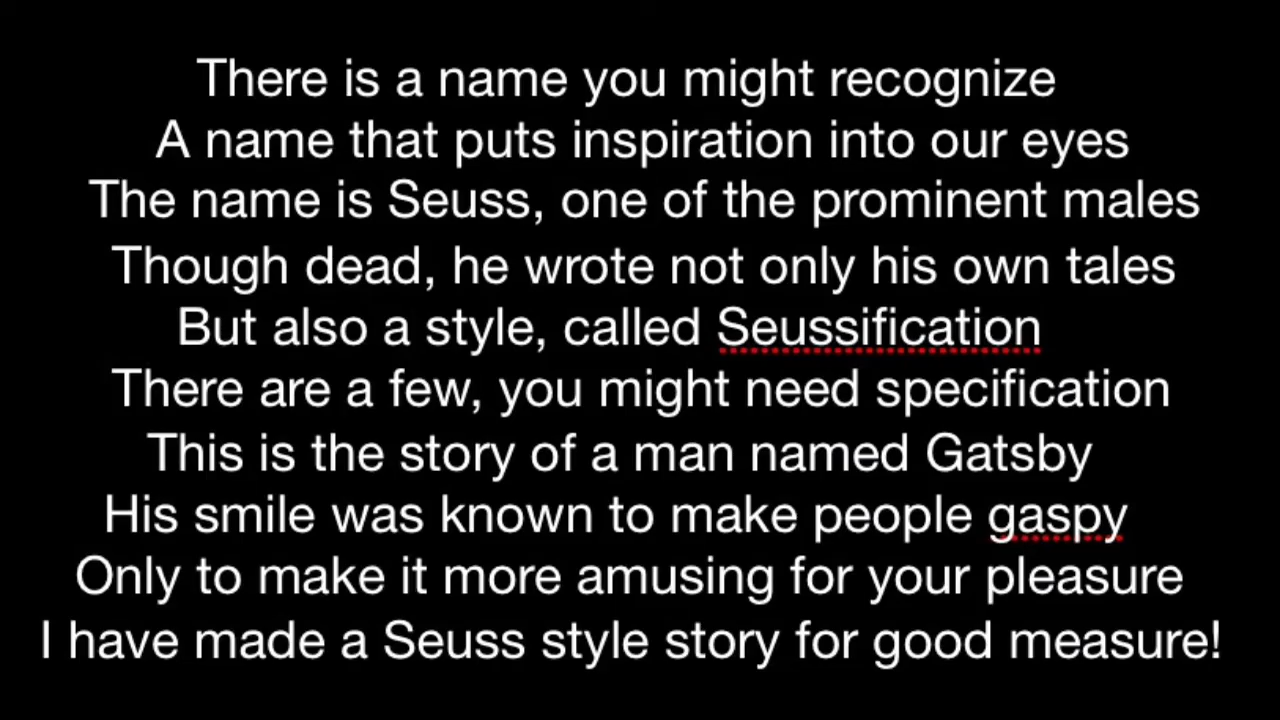 There is a name you might recognize
A name that puts inspiration into our eyes
The name is Seuss, one of the prominent males
Though dead, he wrote not only his own tales
But also a style, called Seussification
There are a few, you might need specification
This is the story of a man named Gatsby
His smile was known to make people gaspy
Only to make it more amusing for your pleasure
I have made a Seuss style story for good measure!